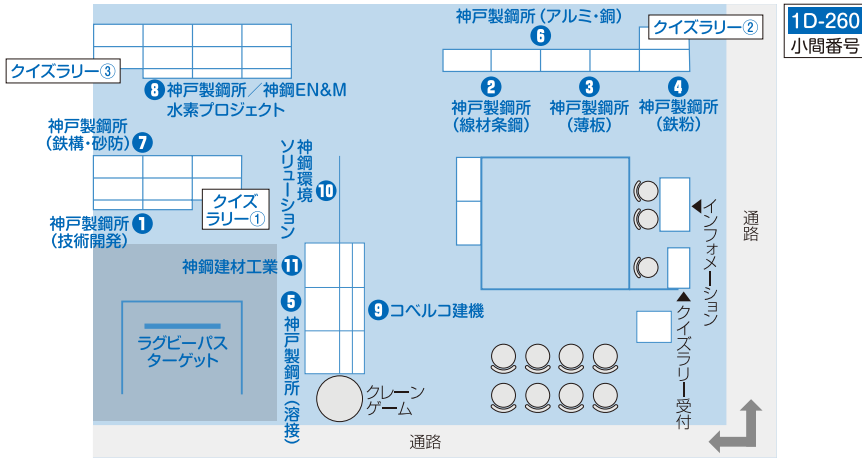 1D-260
小間番号
神戸製鋼所(アルミ・銅)
6
クイズラリー②
クイズラリー③
8 神戸製鋼所／神鋼EN&M
水素プロジェクト
2
神戸製鋼所
(線材条鋼)
3
神戸製鋼所
(薄板)
4
神戸製鋼所
(鉄粉)
神戸製鋼所
(鉄構・砂防) 7
クイズ
ラリー①
神戸製鋼所 1
(技術開発)
神鋼環境
ソリューション
10
神鋼建材工業 11
5
神戸製鋼所(溶接)
9 コベルコ建機
ラグビーパス
ターゲット
クレーン
ゲーム
◀インフォメーション
▲クイズラリー受付
通路
通路